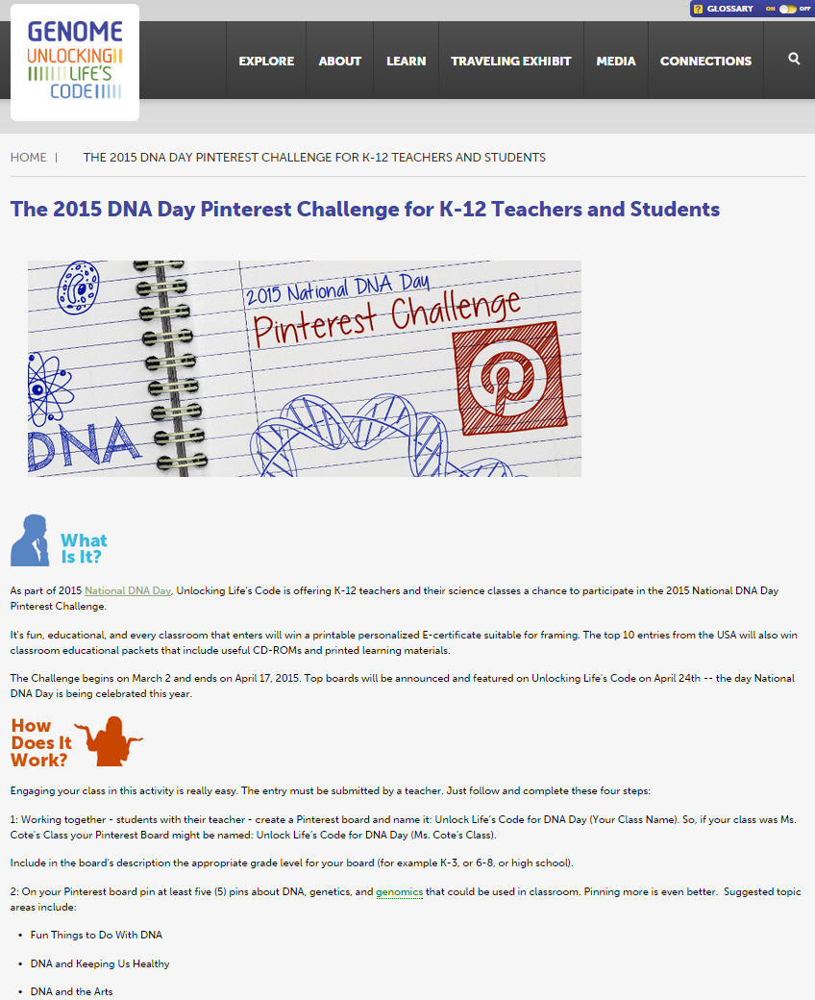 ? GLOSSARY ON OFF
GENOME
UNLOCKING
LIFE'S
CODE
EXPLORE ABOUT LEARN TRAVELING EXHIBIT MEDIA CONNECTIONS
HOME | THE 2015 DNA DAY PINTEREST CHALLENGE FOR K-12 TEACHERS AND STUDENTS
The 2015 DNA Day Pinterest Challenge for K-12 Teachers and Students
2015 National DNA Day
Pinterest Challenge
DNA
What
Is It?
As part of 2015 National DNA Day, Unlocking Life's Code is offering K-12 teachers and their science classes a chance to participate in the 2015 National DNA Day
Pinterest Challenge.
It's fun, educational, and every classroom that enters will win a printable personalized E-certificate suitable for framing. The top 10 entries from the USA will also win
classroom educational packets that include useful CD-ROMs and printed learning materials.
The Challenge begins on March 2 and ends on April 17, 2015. Top boards will be announced and featured on Unlocking Life's Code on April 24th -- the day National
DNA Day is being celebrated this year.
How
Does It
Work?
Engaging your class in this activity is really easy. The entry must be submitted by a teacher. Just follow and complete these four steps:
1: Working together - students with their teacher - create a Pinterest board and name it: Unlock Life's Code for DNA Day (Your Class Name). So, if your class was Ms.
Cote's Class your Pinterest Board might be named: Unlock Life's Code for DNA Day (Ms. Cote's Class).
Include in the board's description the appropriate grade level for your board (for example K-3, or 6-8, or high school).
2: On your Pinterest board pin at least five (5) pins about DNA, genetics, and genomics that could be used in classroom. Pinning more is even better. Suggested topic
areas include:
• Fun Things to Do With DNA
• DNA and Keeping Us Healthy
• DNA and the Arts